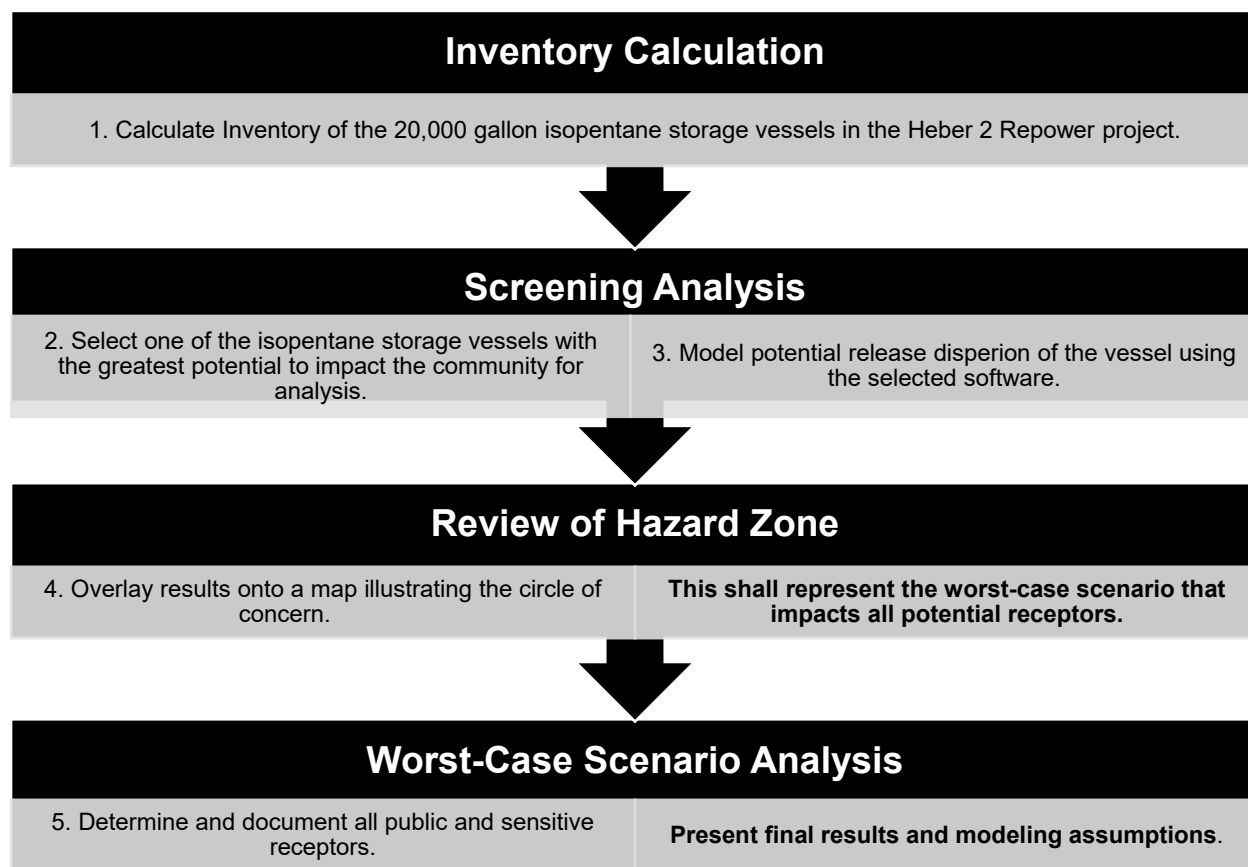 Inventory Calculation
1. Calculate Inventory of the 20,000 gallon isopentane storage vessels in the Heber 2 Repower project.
Screening Analysis
2. Select one of the isopentane storage vessels with
the greatest potential to impact the community for
analysis.
3. Model potential release disperion of the vessel using
the selected software.
Review of Hazard Zone
4. Overlay results onto a map illustrating the circle of
concern.
This shall represent the worst-case scenario that
impacts all potential receptors.
Worst-Case Scenario Analysis
5. Determine and document all public and sensitive
receptors.
Present final results and modeling assumptions.